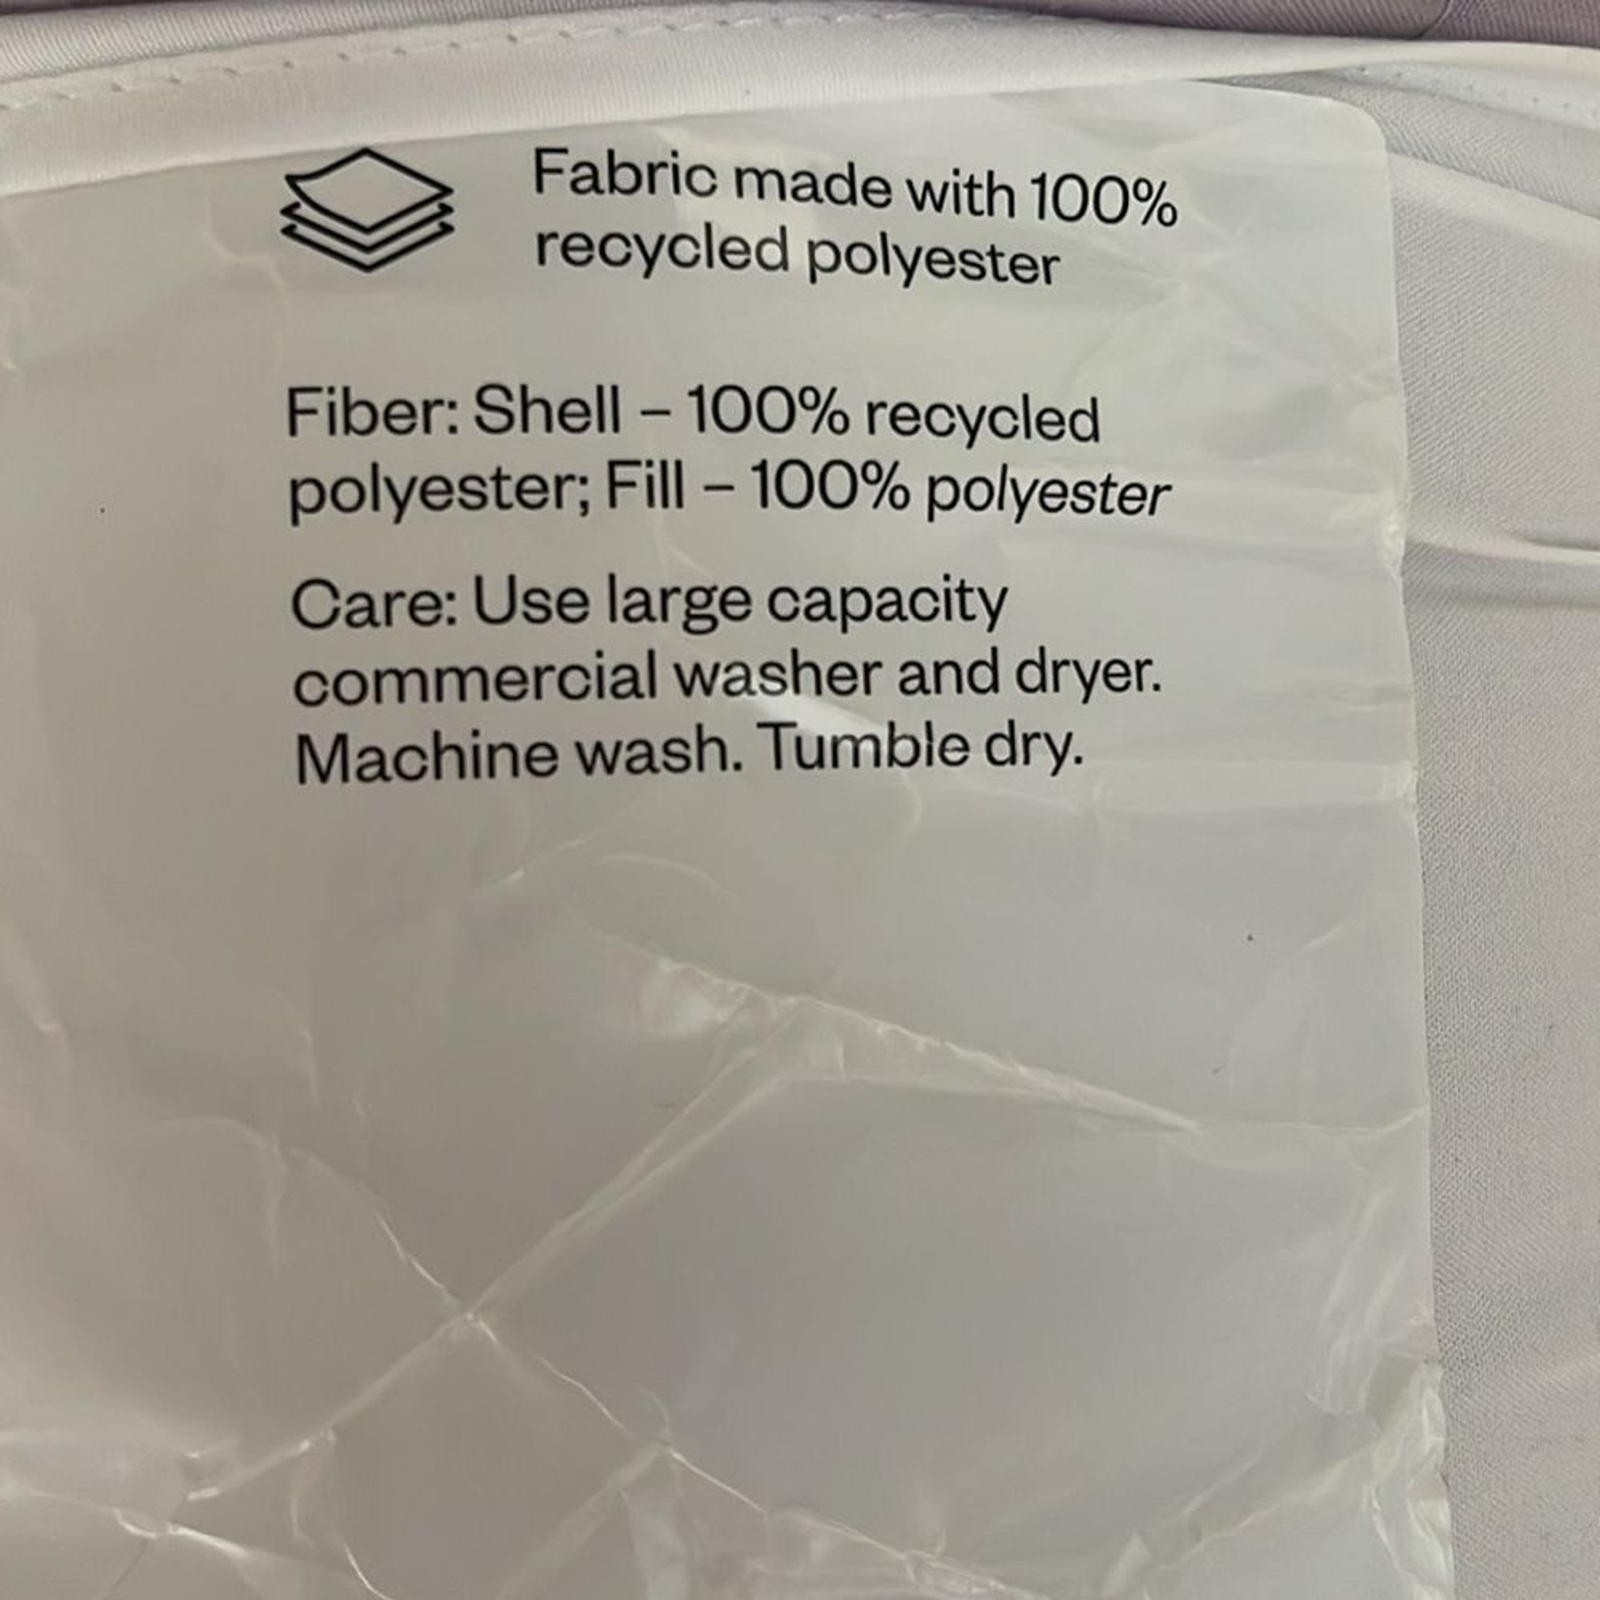 Fabric made with 100%
recycled polyester
Fiber: Shell – 100% recycled
polyester; Fill – 100% polyester
Care: Use large capacity
commercial washer and dryer.
Machine wash. Tumble dry.